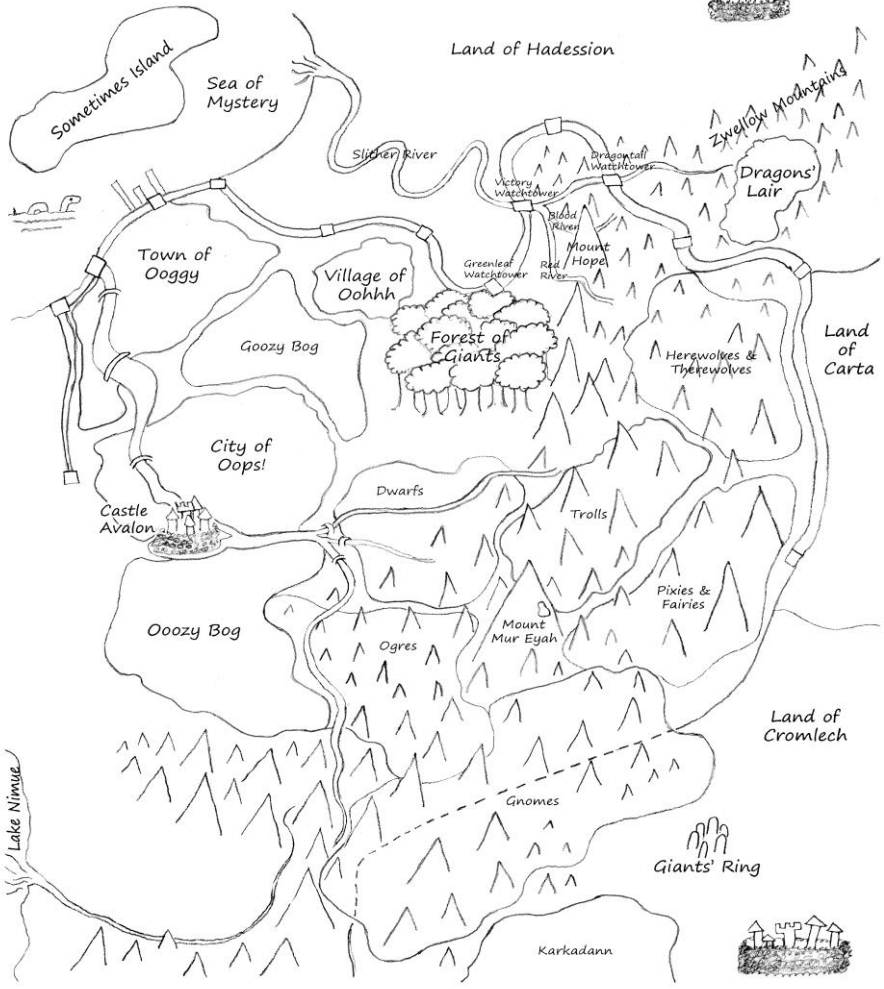 Land of Hadession
Sometimes Island
Sea of
Mystery
Zwellow Mountains
Slither River
Dragontail
Watchtower
Dragons'
Lair
Victory
Watchtower
Blood
River
Mount
Hope
Town of
Ooggy
Village of
Oohhh
Greenleaf
Watchtower
Red
River
Goozy Bog
Forest of
Giants
Herewolves &
Therewolves
Land
of
Carta
City of
Oops!
Dwarfs
Castle
Avalon
Trolls
Pixies &
Fairies
Mount
Mur Eyah
Ooozy Bog
Ogres
Land of
Cromlech
Lake Nimue
Gnomes
Giants' Ring
Karkadann